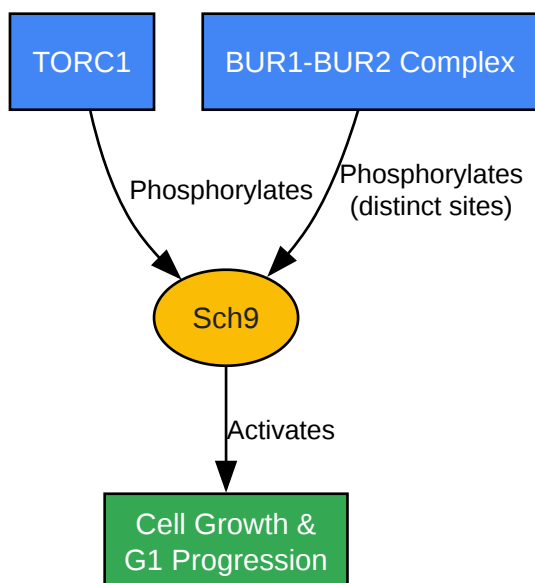 TORC1
BUR1-BUR2 Complex
Phosphorylates
Phosphorylates
(distinct sites)
Sch9
Activates
Cell Growth &
G1 Progression